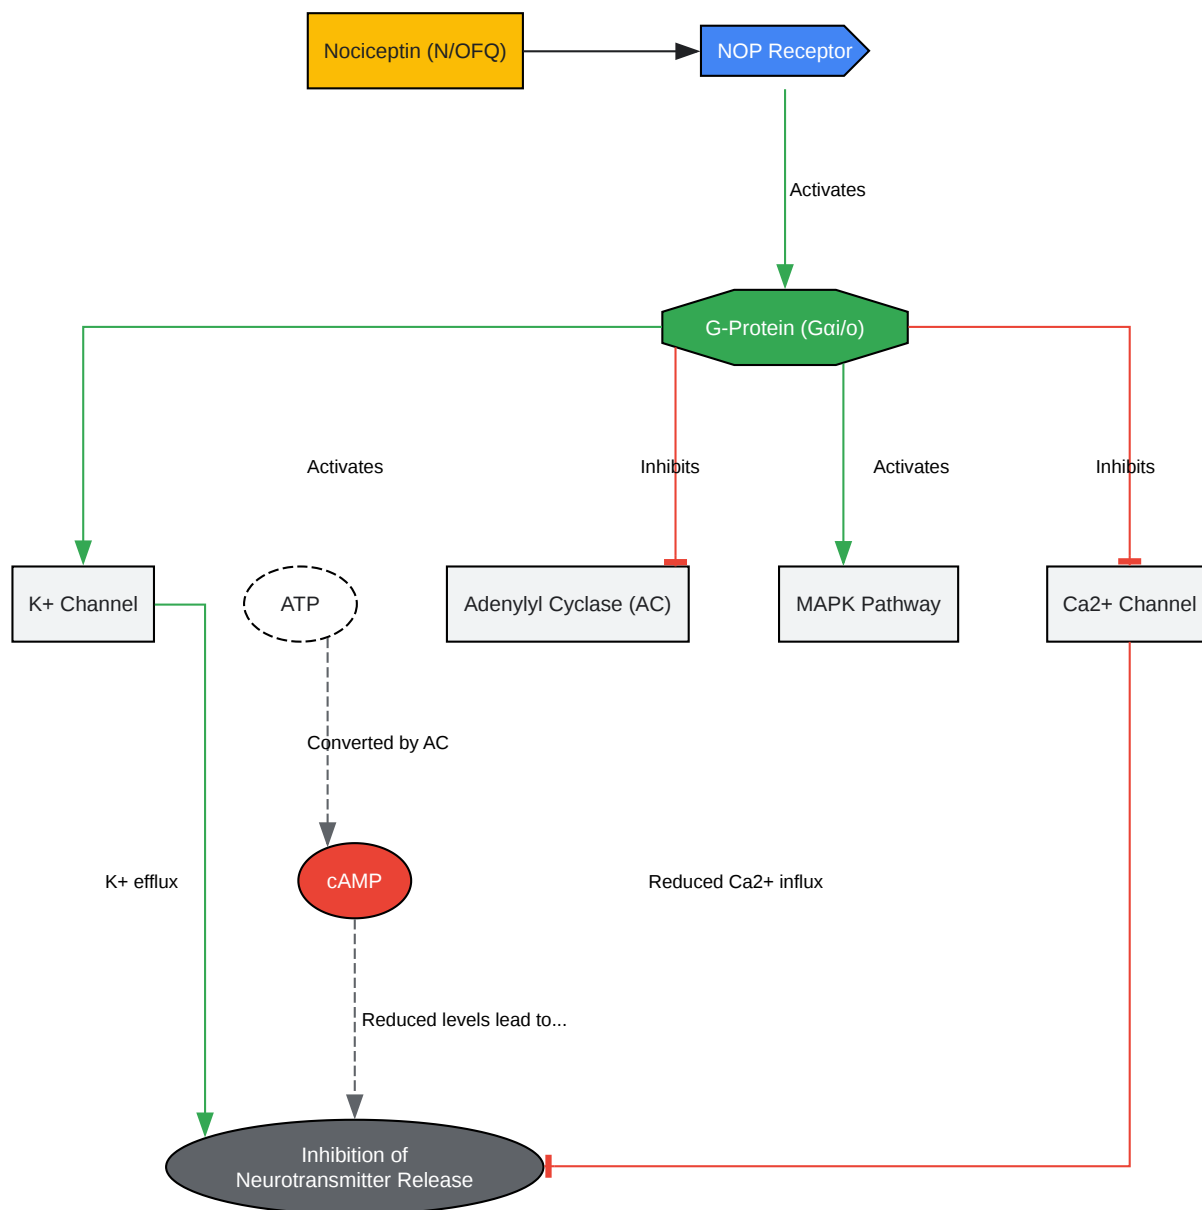 Nociceptin (N/OFQ)
NOP Receptor
Activates
G-Protein (Gαi/o)
Activates
Inhibits
Activates
Inhibits
K+ Channel
ATP
Adenylyl Cyclase (AC)
MAPK Pathway
Ca2+ Channel
Converted by AC
K+ efflux
cAMP
Reduced Ca2+ influx
Reduced levels lead to...
Inhibition of
Neurotransmitter Release